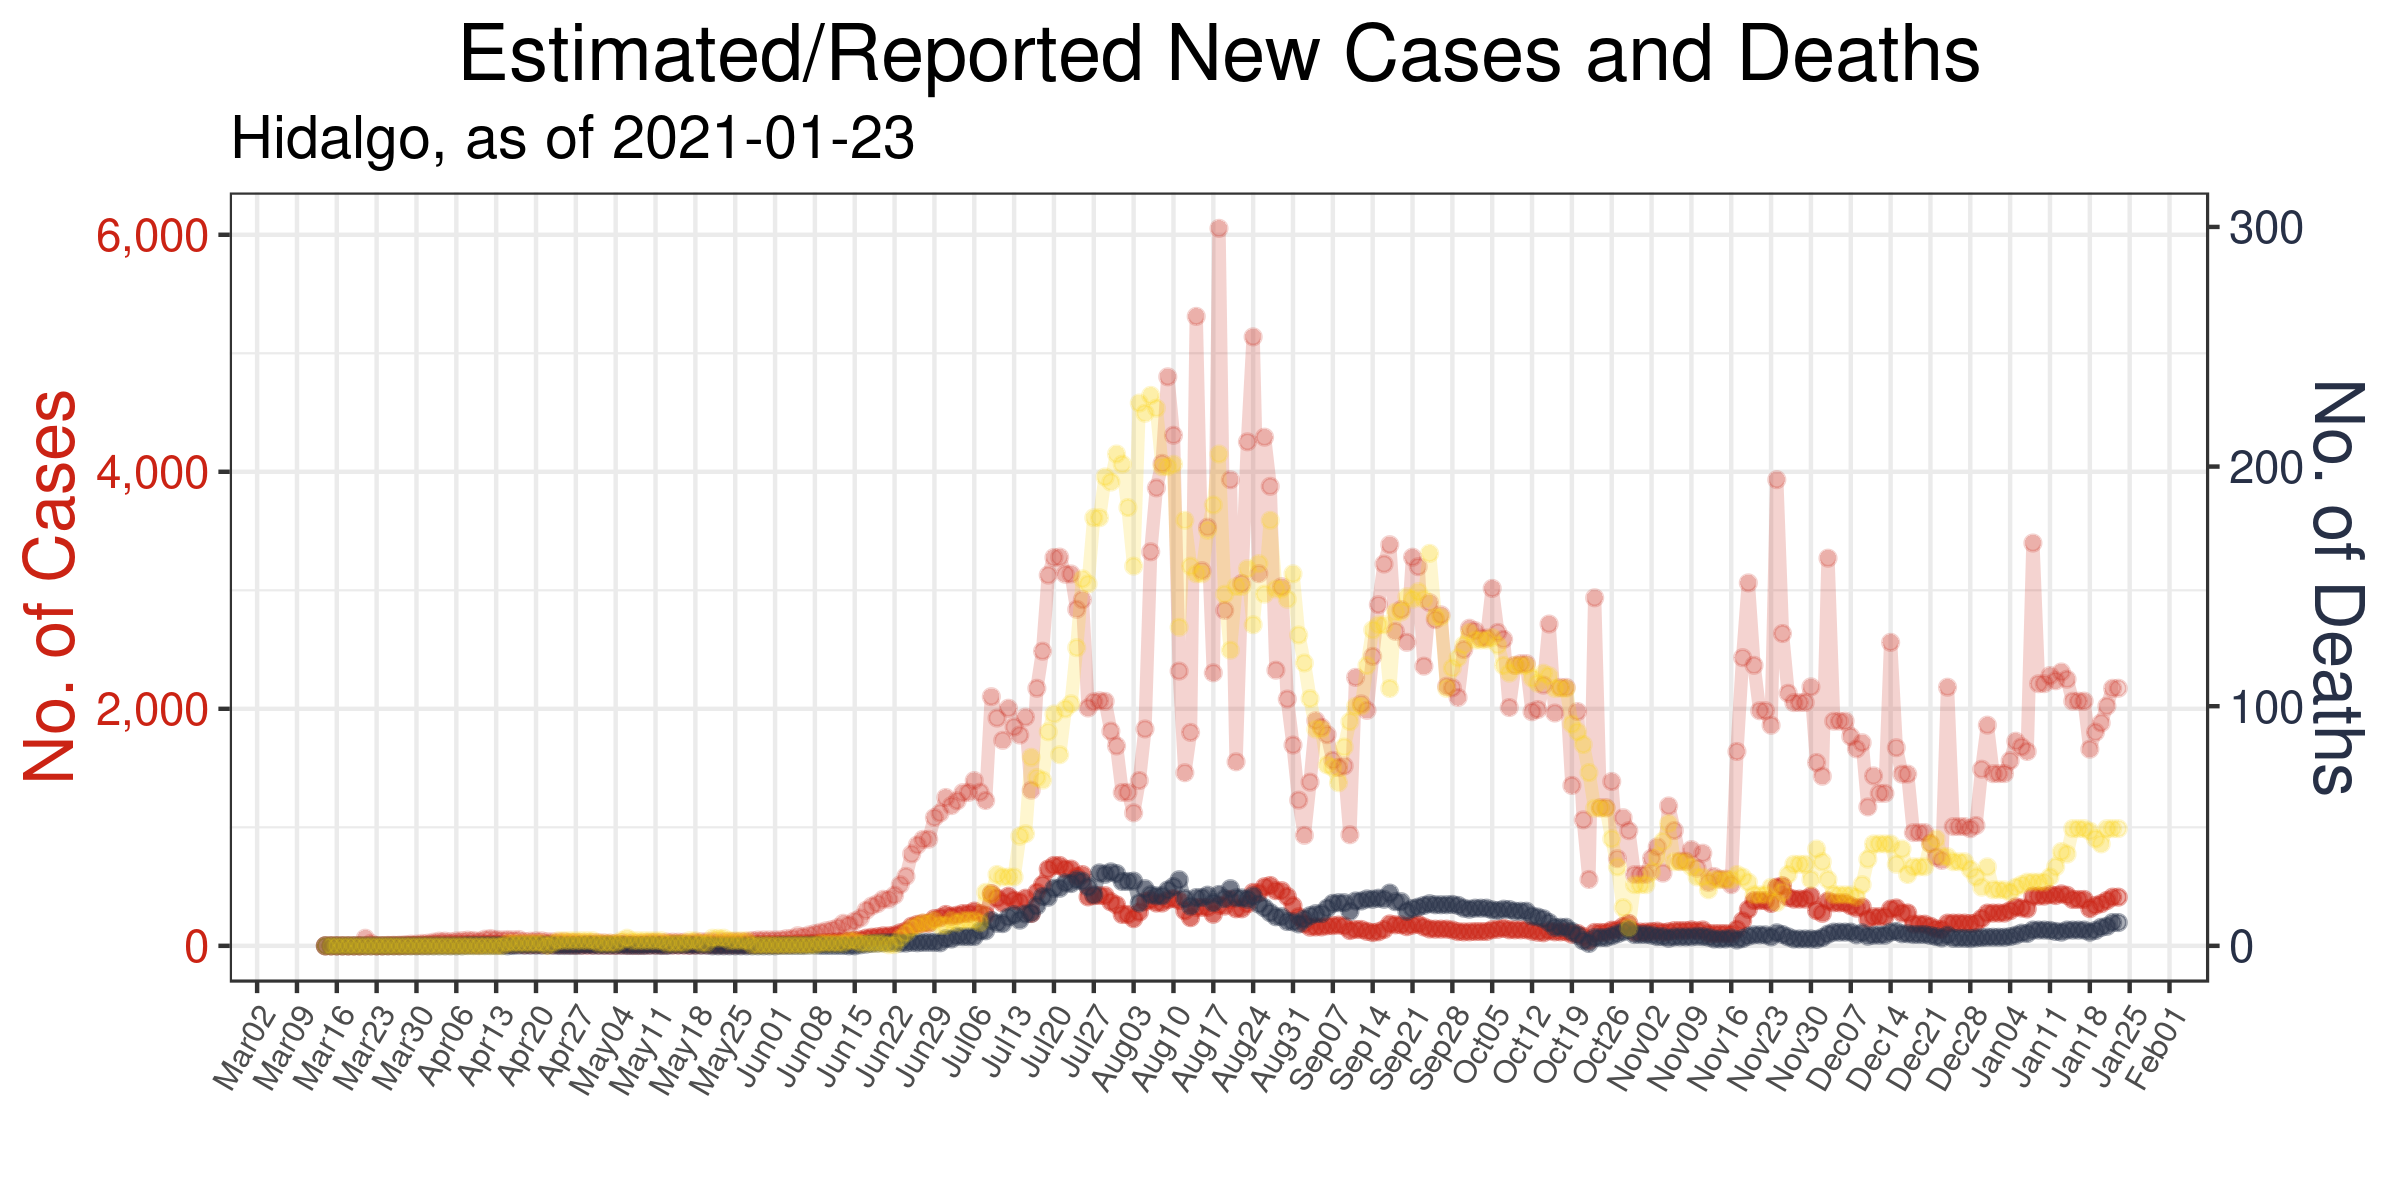 Estimated/Reported New Cases and Deaths
Hidalgo, as of 2021-01-23
No. of Cases
6,000
4,000
2,000
0
300
200
100
0
No. of Deaths
Mar02
Mar09
Mar16
Mar23
Mar30
Apr06
Apr13
Apr20
Apr27
May04
May11
May18
May25
Jun01
Jun08
Jun15
Jun22
Jun29
Jul06
Jul13
Jul20
Jul27
Aug03
Aug10
Aug17
Aug24
Aug31
Sep07
Sep14
Sep21
Sep28
Oct05
Oct12
Oct19
Oct26
Nov02
Nov09
Nov16
Nov23
Nov30
Dec07
Dec14
Dec21
Dec28
Jan04
Jan11
Jan18
Jan25
Feb01